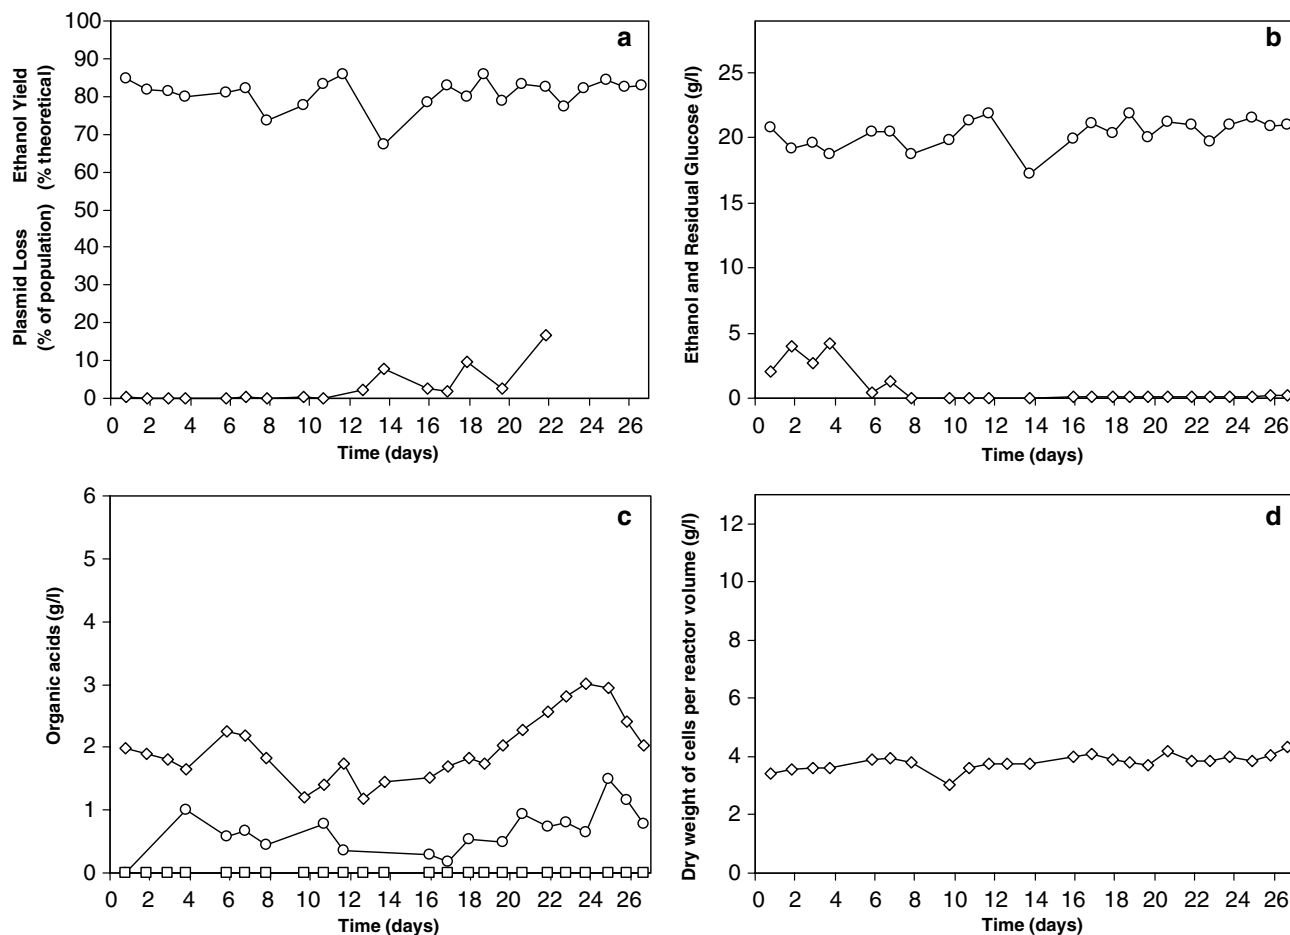 a
Ethanol Yield
(% theoretical)
Plasmid Loss
(% of population)
100
90
80
70
60
50
40
30
20
10
0
0 2 4 6 8 10 12 14 16 18 20 22 24 26
Time (days)
b
Ethanol and Residual Glucose (g/l)
25
20
15
10
5
0
0 2 4 6 8 10 12 14 16 18 20 22 24 26
Time (days)
c
Organic acids (g/l)
6
5
4
3
2
1
0
0 2 4 6 8 10 12 14 16 18 20 22 24 26
Time (days)
d
Dry weight of cells per reactor volume (g/l)
12
10
8
6
4
2
0
0 2 4 6 8 10 12 14 16 18 20 22 24 26
Time (days)